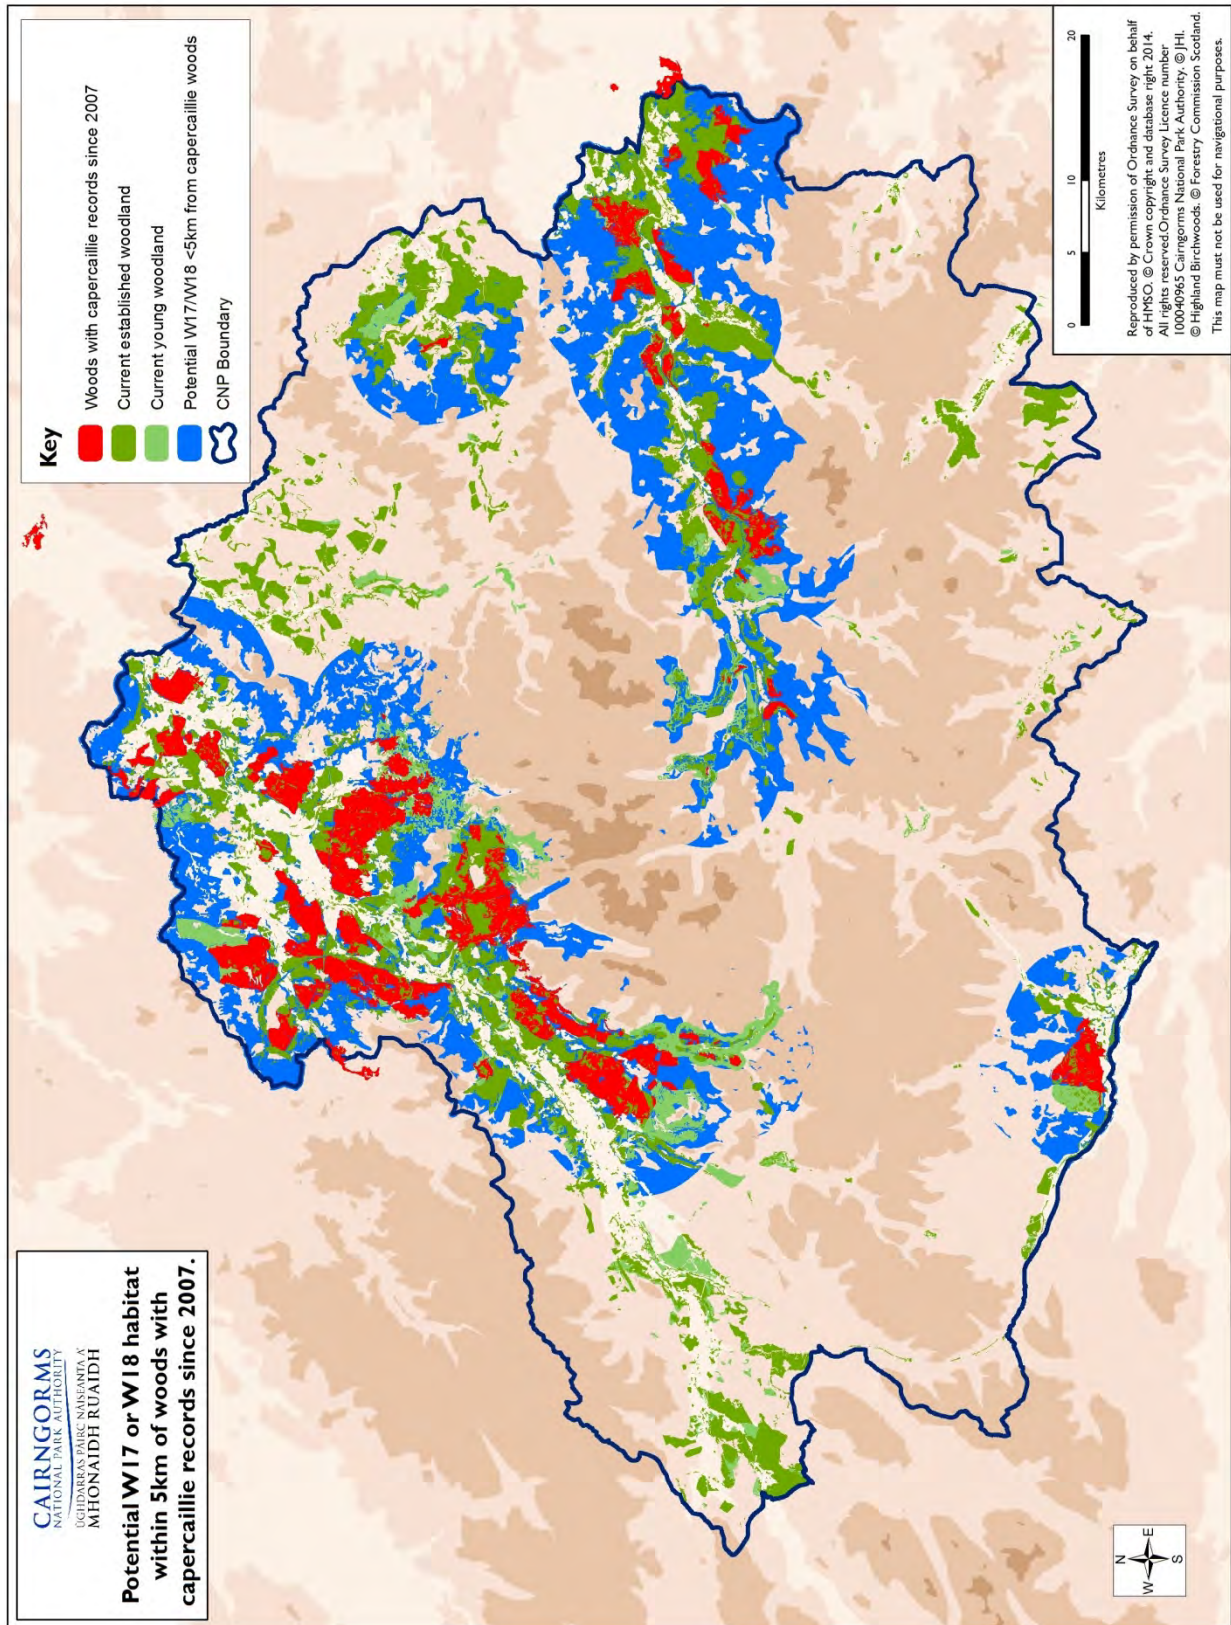 CAIRNGORMS
NATIONAL PARK AUTHORITY
ÙGHDARRAS PÀIRC NÀISEANTA A'
MHONAIDH RUAIDH
Potential W17 or W18 habitat
within 5km of woods with
capercaillie records since 2007.
Key
Woods with capercaillie records since 2007
Current established woodland
Current young woodland
Potential W17/W18 <5km from capercaillie woods
CNP Boundary
N
W
E
S
0
5
10
20
Kilometres
Reproduced by permission of Ordnance Survey on behalf
of HMSO. © Crown copyright and database right 2014.
All rights reserved.Ordnance Survey Licence number
100040965 Cairngorms National Park Authority. © JHI.
© Highland Birchwoods. © Forestry Commission Scotland.
This map must not be used for navigational purposes.